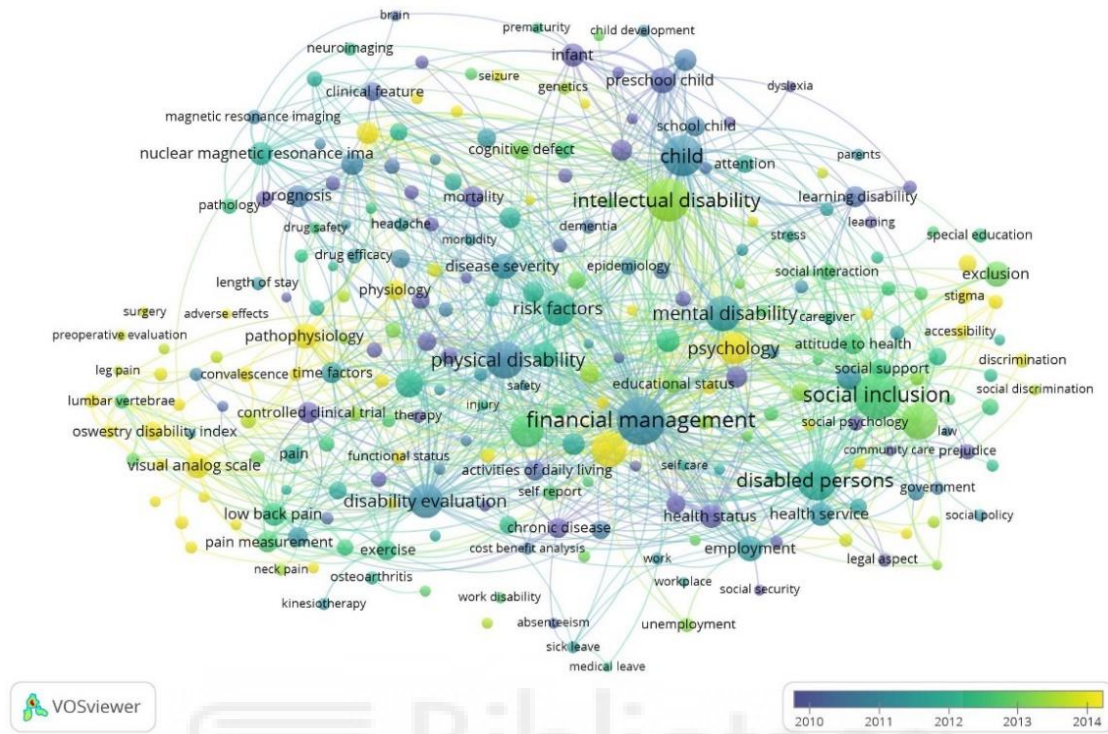 brain
prematurity
child development
neuroimaging
infant
seizure
genetics
preschool child
clinical feature
dyslexia
magnetic resonance imaging
school child
nuclear magnetic resonance ima
cognitive defect
child
attention
parents
prognosis
mortality
intellectual disability
learning disability
pathology
drug safety
headache
dementia
learning
morbidity
stress
special education
drug efficacy
disease severity
epidemiology
social interaction
exclusion
length of stay
physiology
stigma
surgery
adverse effects
risk factors
mental disability
caregiver
accessibility
preoperative evaluation
pathophysiology
psychology
attitude to health
leg pain
convalescence
time factors
physical disability
social support
discrimination
safety
educational status
social discrimination
lumbar vertebrae
controlled clinical trial
therapy
injury
social inclusion
financial management
social psychology
law
oswestry disability index
functional status
community care
prejudice
visual analog scale
pain
activities of daily living
self care
disabled persons
government
self report
disability evaluation
low back pain
health status
health service
social policy
chronic disease
pain measurement
exercise
cost benefit analysis
employment
work
legal aspect
neck pain
osteoarthritis
workplace
social security
kinesiotherapy
work disability
absenteeism
unemployment
sick leave
medical leave
VOSviewer
2010 2011 2012 2013 2014